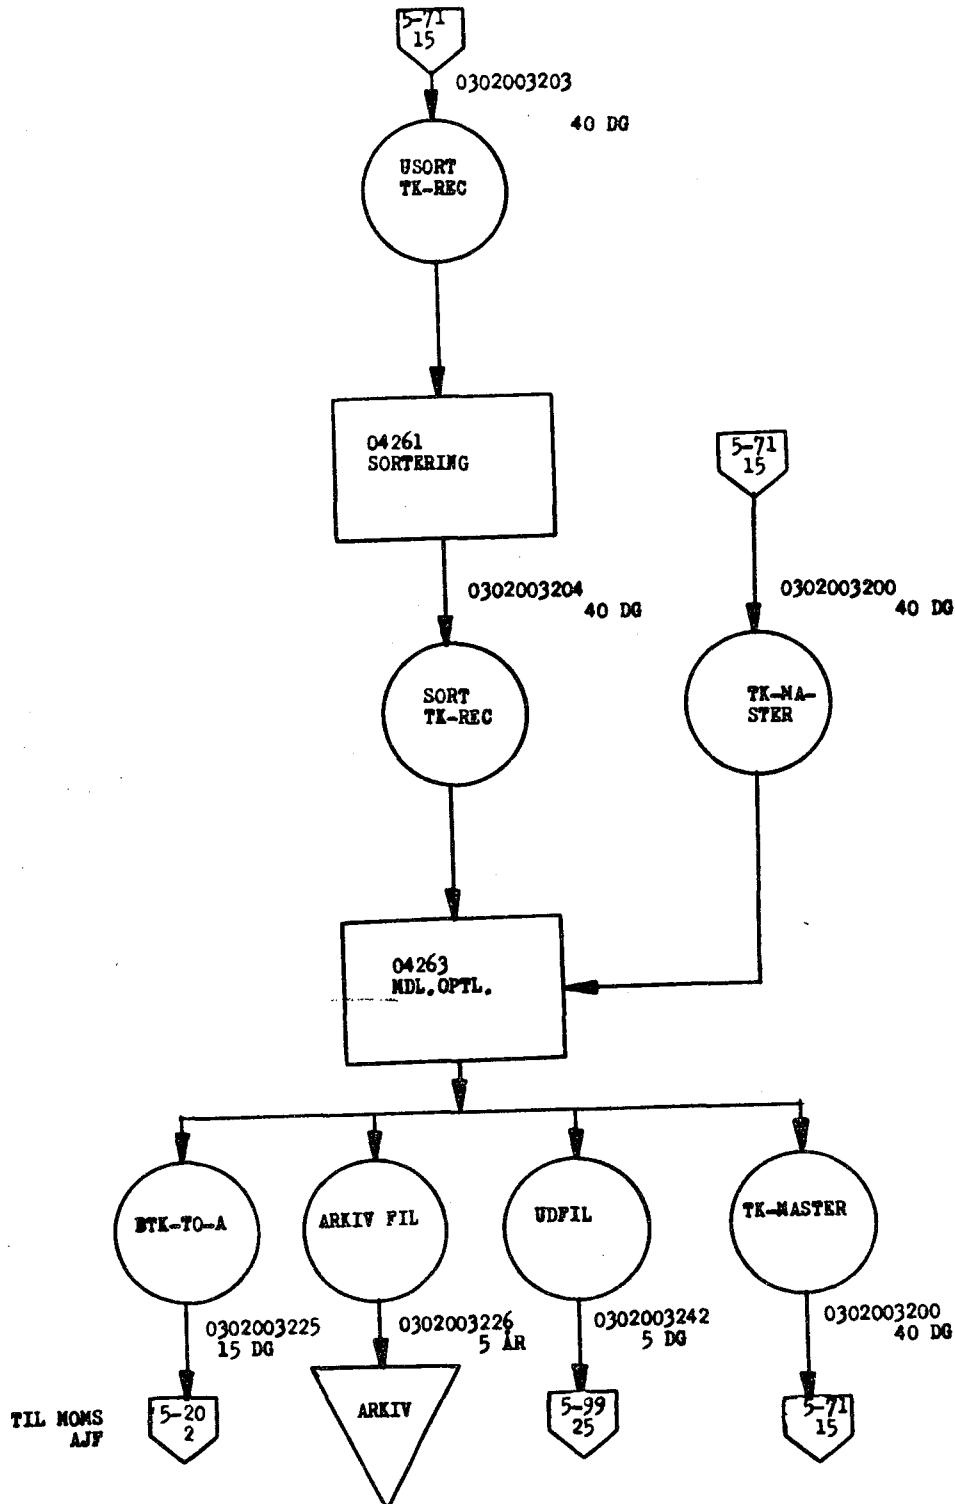 5-71
15
0302003203
40 DG
USORT
TK-REC
04261
SORTERING
5-71
15
0302003204
40 DG
0302003200
40 DG
SORT
TK-REC
TK-MA-
STER
04263
MDL.OPTL.
BTK-TO-A
ARKIV FIL
UDFIL
TK-MASTER
0302003225
15 DG
0302003226
5 ÅR
0302003242
5 DG
0302003200
40 DG
TIL MOMS
AJF
5-20
2
ARKIV
5-99
25
5-71
15